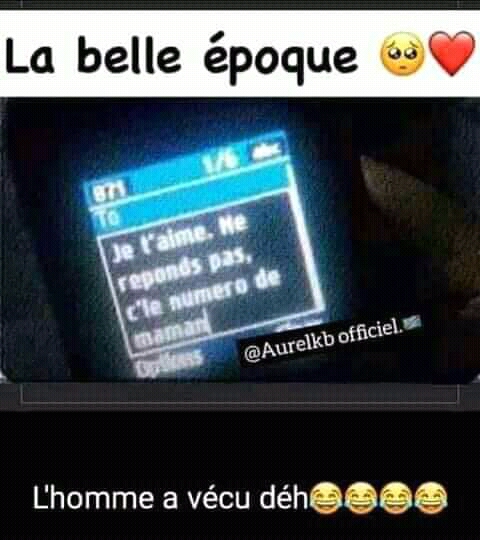 La belle époque 🥺❤️
871 1/6 abc
To
Je t'aime. Ne
reponds pas,
c'le numero de
maman
Options
@Aurelkb officiel.
L'homme a vécu déh😂😂😂😂